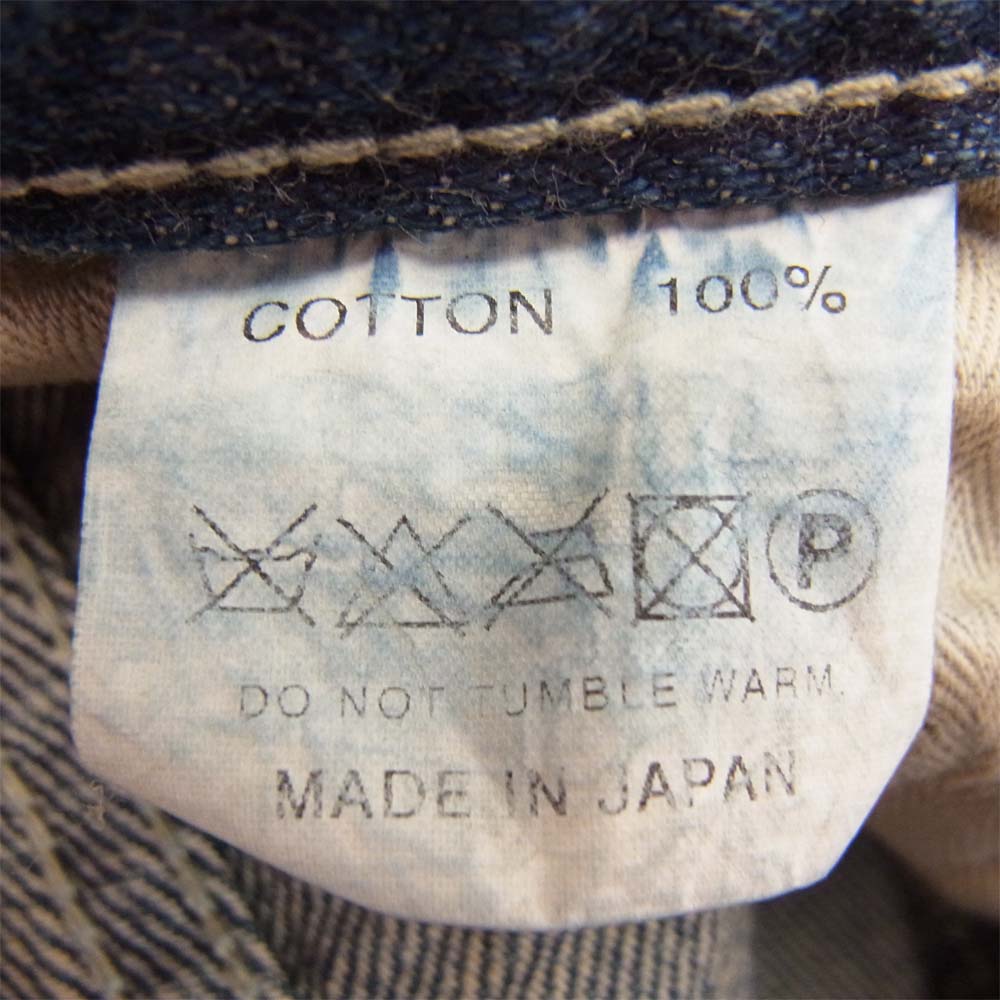 COTTON 100%
P
DO NOT TUMBLE WARM.
MADE IN JAPAN